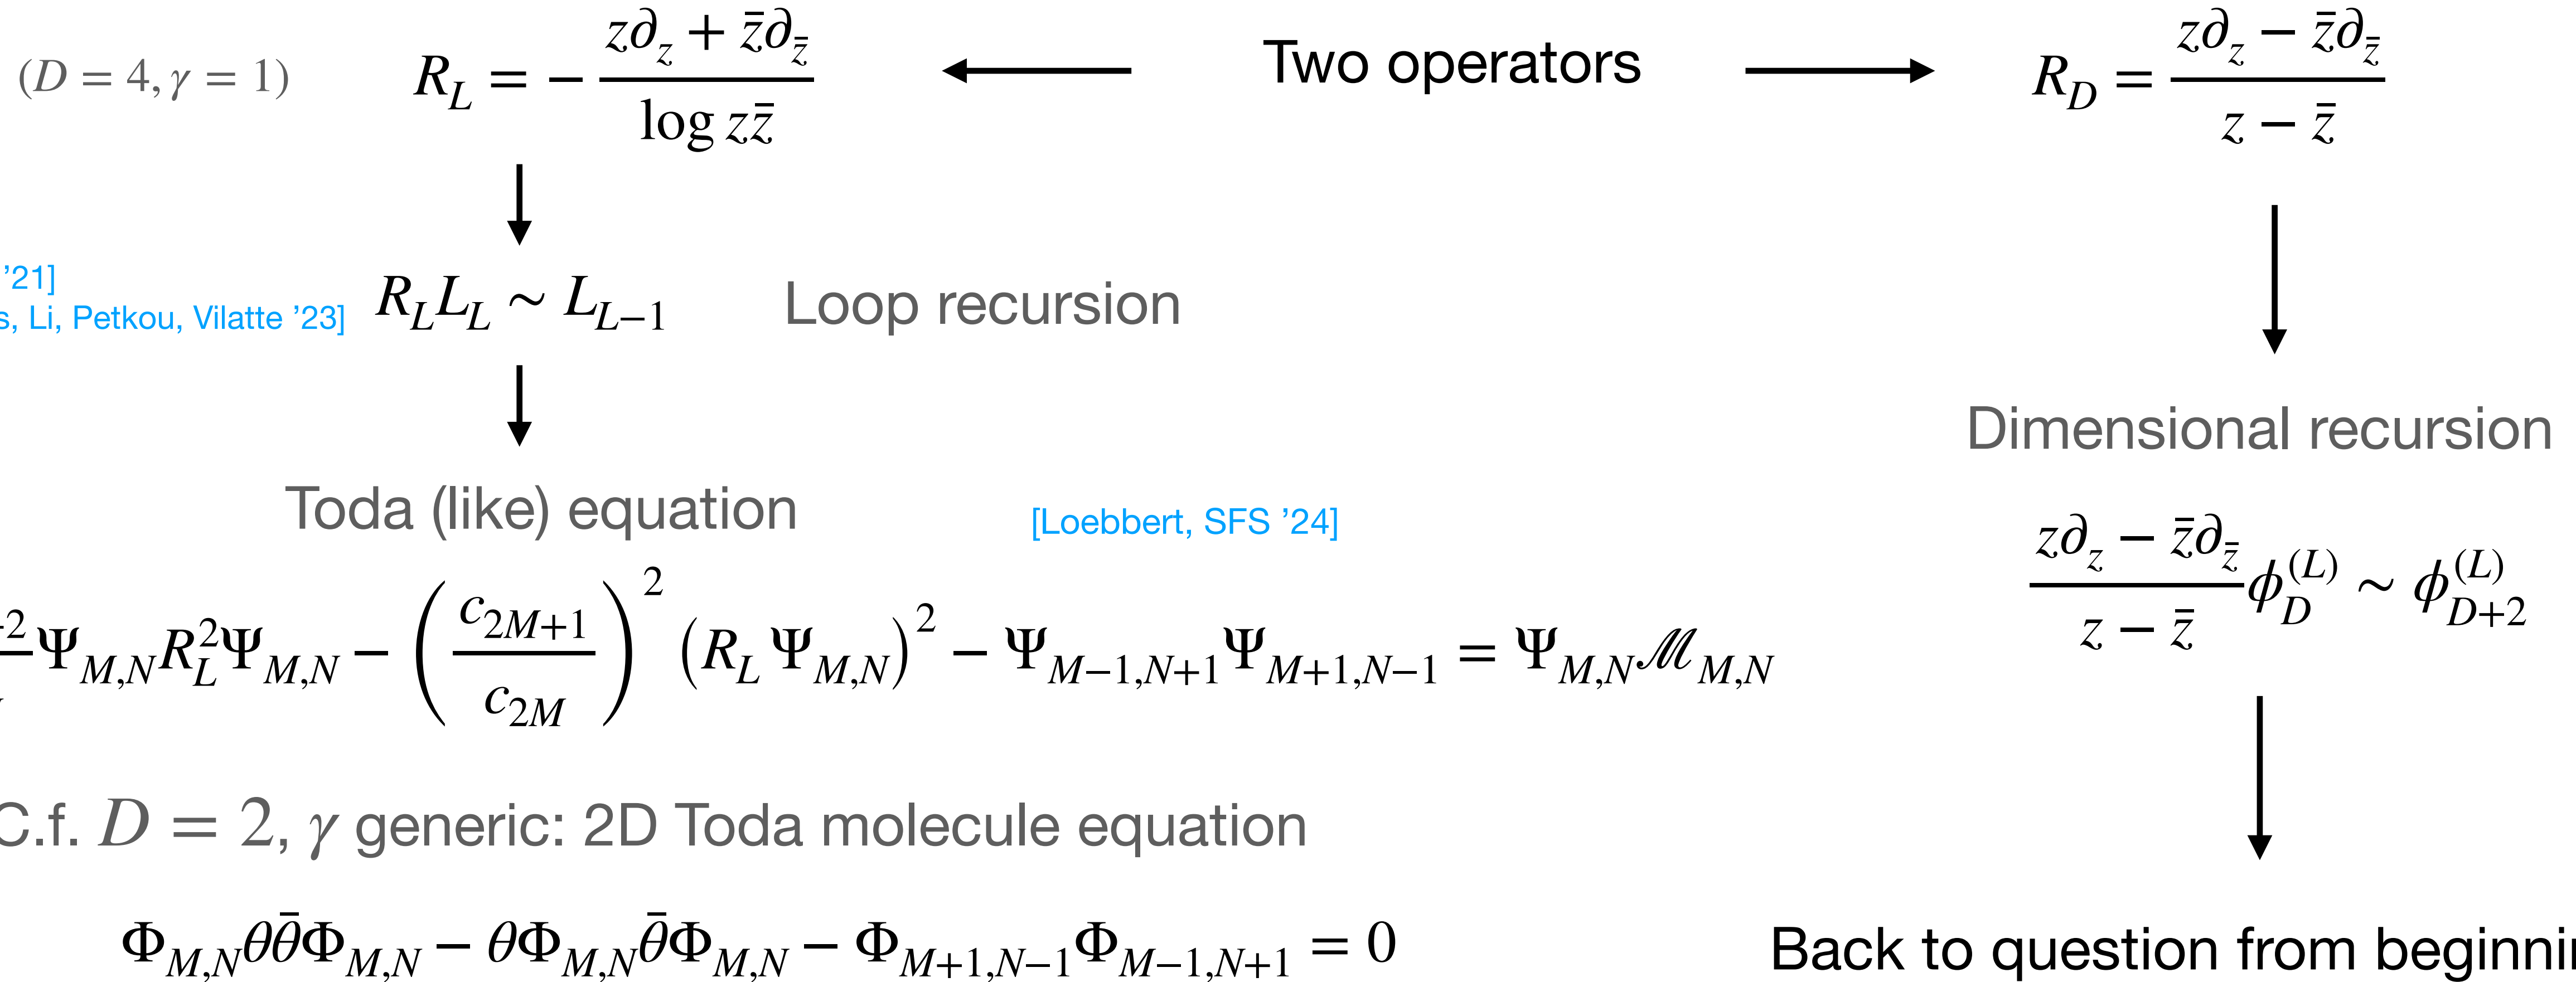 (D = 4, γ = 1)
R_L = − (z∂_z + z̄∂_z̄) / (log zz̄)
Two operators
R_D = (z∂_z − z̄∂_z̄) / (z − z̄)
’21]
s, Li, Petkou, Vilatte ’23]
R_L L_L ∼ L_{L−1}
Loop recursion
Dimensional recursion
Toda (like) equation
[Loebbert, SFS ’24]
(z∂_z − z̄∂_z̄) / (z − z̄) ϕ_D^{(L)} ∼ ϕ_{D+2}^{(L)}
Ψ_{M,N} R_L^2 Ψ_{M,N} − (c_{2M+1} / c_{2M})^2 (R_L Ψ_{M,N})^2 − Ψ_{M−1,N+1} Ψ_{M+1,N−1} = Ψ_{M,N} ℳ_{M,N}
C.f. D = 2, γ generic: 2D Toda molecule equation
Φ_{M,N} θθ̄Φ_{M,N} − θΦ_{M,N} θ̄Φ_{M,N} − Φ_{M+1,N−1} Φ_{M−1,N+1} = 0
Back to question from beginni